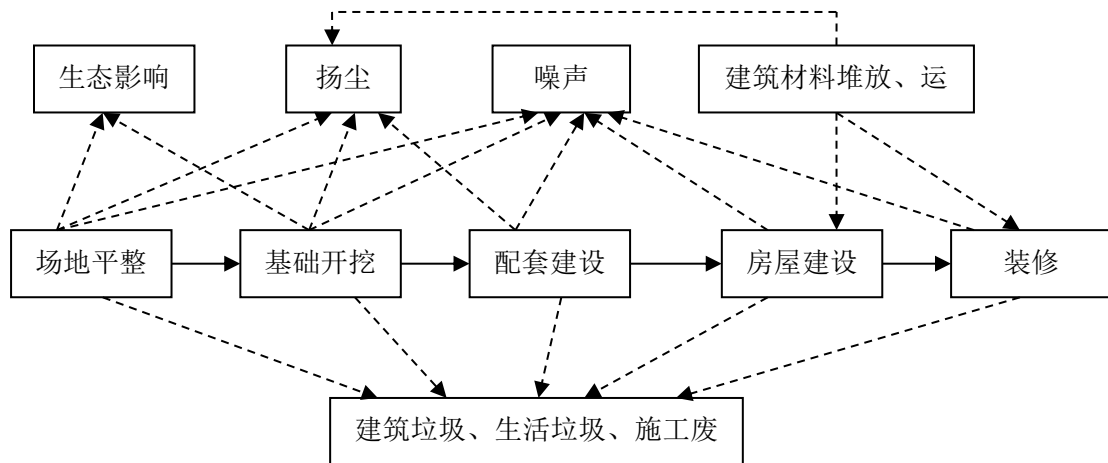 生态影响
扬尘
噪声
建筑材料堆放、运
场地平整
基础开挖
配套建设
房屋建设
装修
建筑垃圾、生活垃圾、施工废